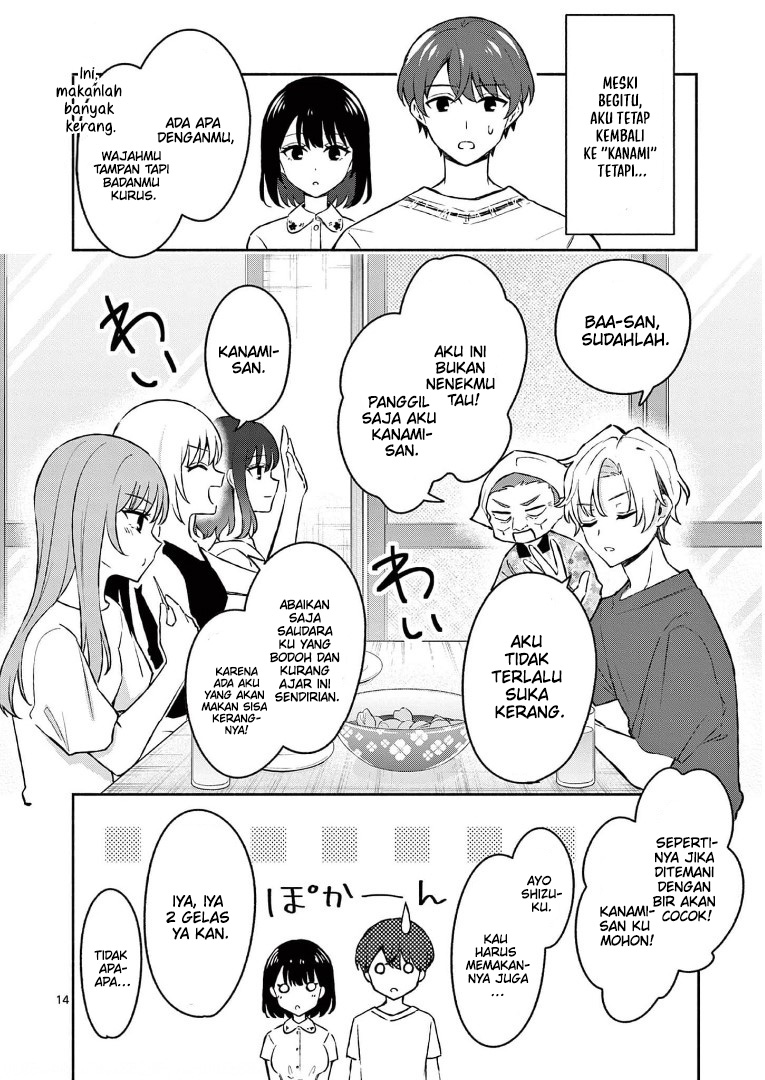 MESKI
BEGITU,
AKU TETAP
KEMBALI
KE "KANAMI"
TETAPI...
ADA APA
DENGANMU,
WAJAHMU
TAMPAN TAPI
BADANMU
KURUS.
Ini,
makanlah
banyak
kerang.
BAA-SAN,
SUDAHLAH.
AKU INI
BUKAN
NENEKMU
TAU!
PANGGIL
SAJA AKU
KANAMI-
SAN.
KANAMI-
SAN.
わーい
わーい
AKU
TIDAK
TERLALU
SUKA
KERANG.
ABAIKAN
SAJA
SAUDARA
KU YANG
BODOH DAN
KURANG
AJAR INI
SENDIRIAN.
KARENA
ADA AKU
YANG AKAN
MAKAN SISA
KERANG-
NYA!
SEPERTI-
NYA JIKA
DITEMANI
DENGAN
BIR AKAN
COCOK!
KANAMI-
SAN KU
MOHON!
AYO
SHIZU-
KU.
KAU
HARUS
MEMAKAN-
NYA JUGA
...
ぽかーん
IYA, IYA
2 GELAS
YA KAN.
TIDAK
APA-
APA...
14